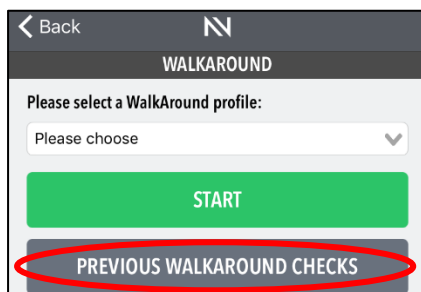 Back
WALKAROUND
Please select a WalkAround profile:
Please choose
START
PREVIOUS WALKAROUND CHECKS